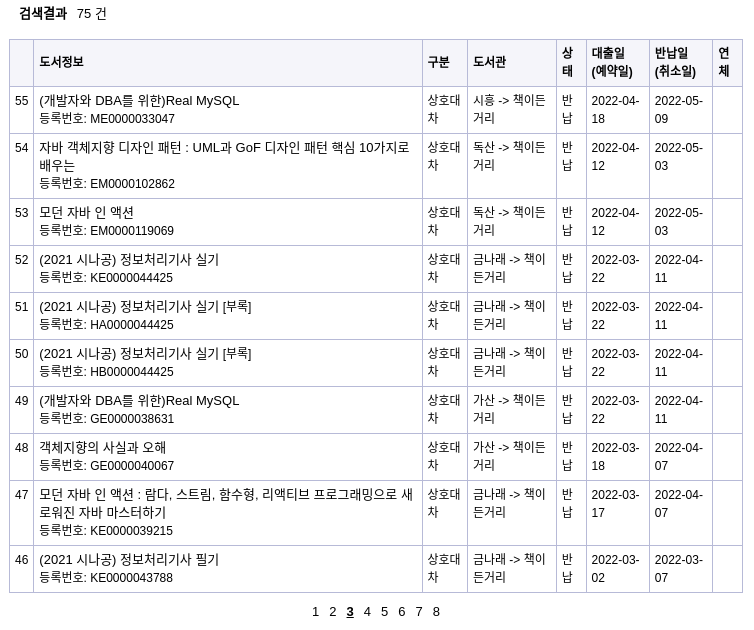 검색결과 75 건
도서정보 구분 도서관 상태 대출일(예약일) 반납일(취소일) 연체
55 (개발자와 DBA를 위한)Real MySQL 등록번호: ME0000033047 상호대차 시흥 -> 책이든거리 반납 2022-04-18 2022-05-09
54 자바 객체지향 디자인 패턴 : UML과 GoF 디자인 패턴 핵심 10가지로 배우는 등록번호: EM0000102862 상호대차 독산 -> 책이든거리 반납 2022-04-12 2022-05-03
53 모던 자바 인 액션 등록번호: EM0000119069 상호대차 독산 -> 책이든거리 반납 2022-04-12 2022-05-03
52 (2021 시나공) 정보처리기사 실기 등록번호: KE0000044425 상호대차 금나래 -> 책이든거리 반납 2022-03-22 2022-04-11
51 (2021 시나공) 정보처리기사 실기 [부록] 등록번호: HA0000044425 상호대차 금나래 -> 책이든거리 반납 2022-03-22 2022-04-11
50 (2021 시나공) 정보처리기사 실기 [부록] 등록번호: HB0000044425 상호대차 금나래 -> 책이든거리 반납 2022-03-22 2022-04-11
49 (개발자와 DBA를 위한)Real MySQL 등록번호: GE0000038631 상호대차 가산 -> 책이든거리 반납 2022-03-22 2022-04-11
48 객체지향의 사실과 오해 등록번호: GE0000040067 상호대차 가산 -> 책이든거리 반납 2022-03-18 2022-04-07
47 모던 자바 인 액션 : 람다, 스트림, 함수형, 리액티브 프로그래밍으로 새로워진 자바 마스터하기 등록번호: KE0000039215 상호대차 금나래 -> 책이든거리 반납 2022-03-17 2022-04-07
46 (2021 시나공) 정보처리기사 필기 등록번호: KE0000043788 상호대차 금나래 -> 책이든거리 반납 2022-03-02 2022-03-07
1 2 3 4 5 6 7 8